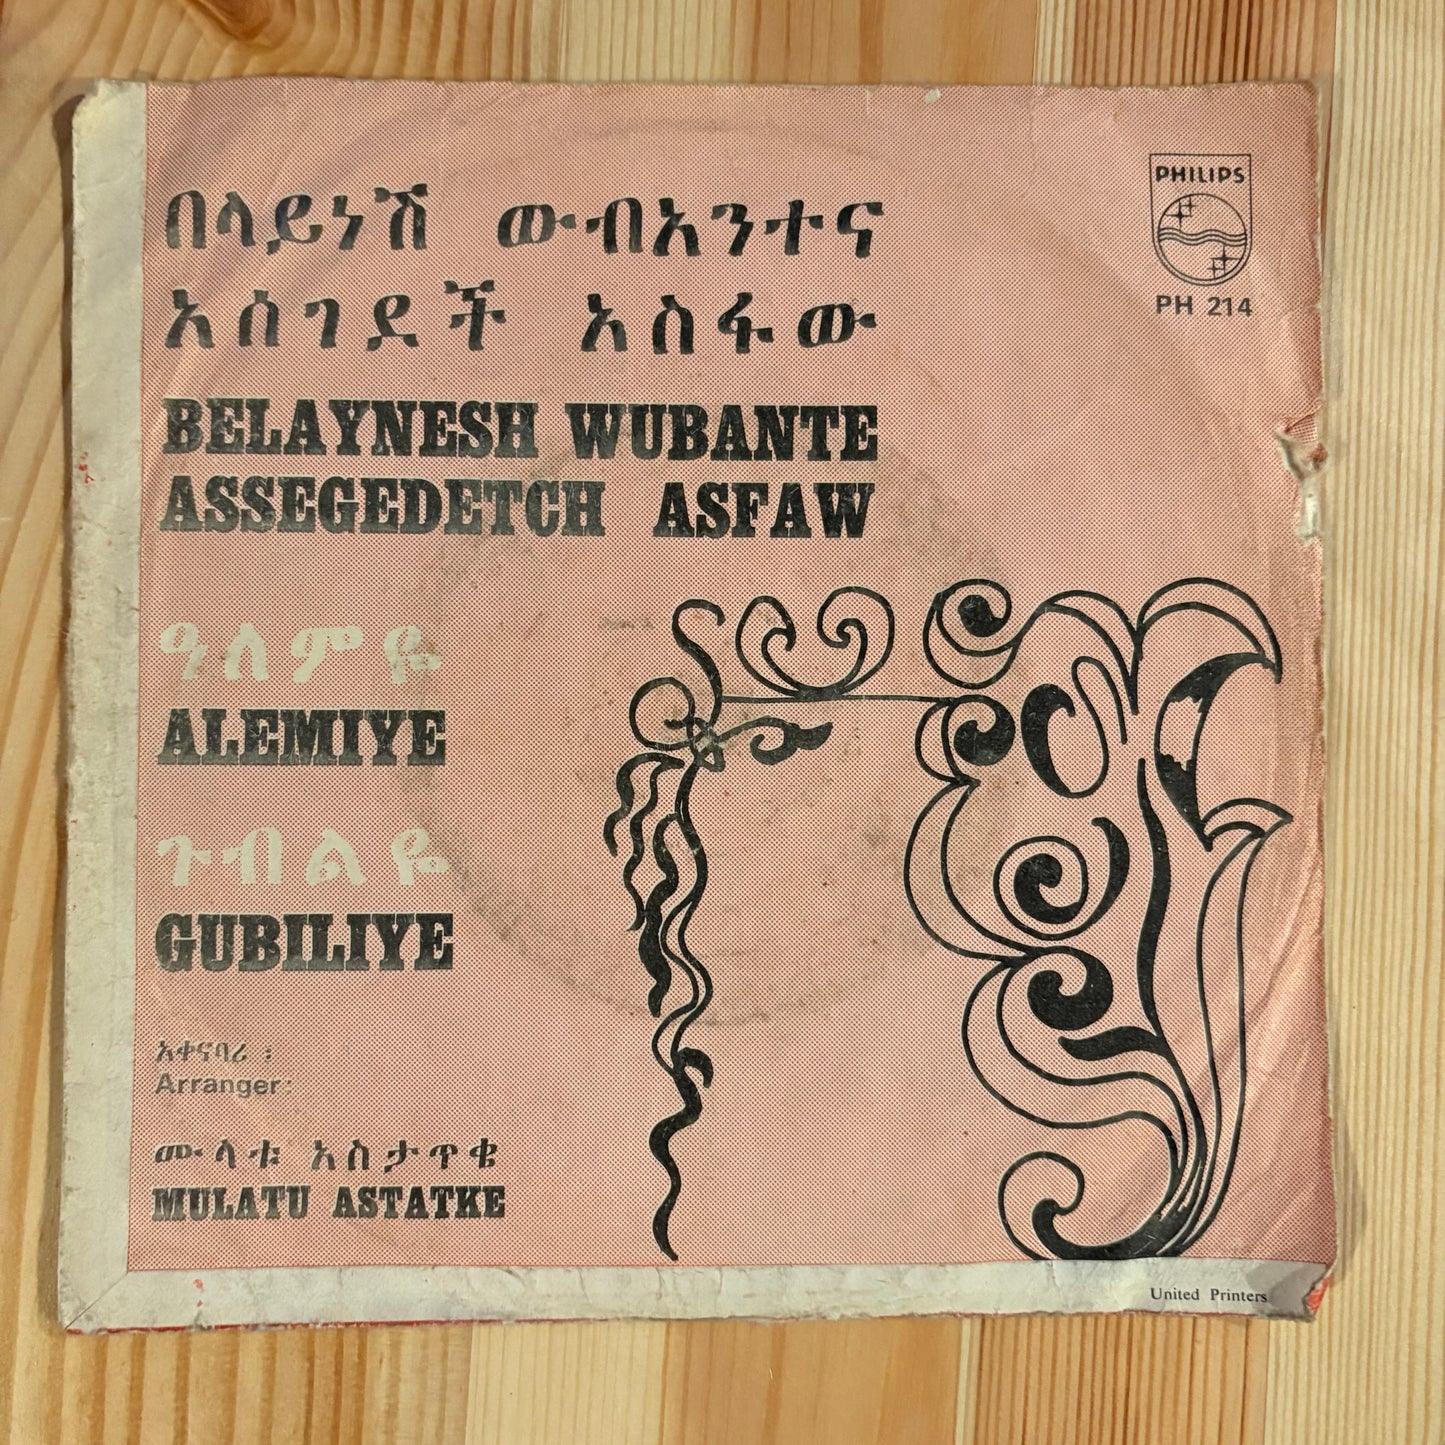 በላይነሽ ውብአንተና
አሰገደች አስፋው
BELAYNESH WUBANTE
ASSEGEDETCH ASFAW
ዓለምዬ
ALEMIYE
ጉብልዬ
GUBILIYE
አቀናባሪ ፡
Arranger:
ሙላቱ አስታጥቄ
MULATU ASTATKE
PHILIPS
PH 214
United Printers